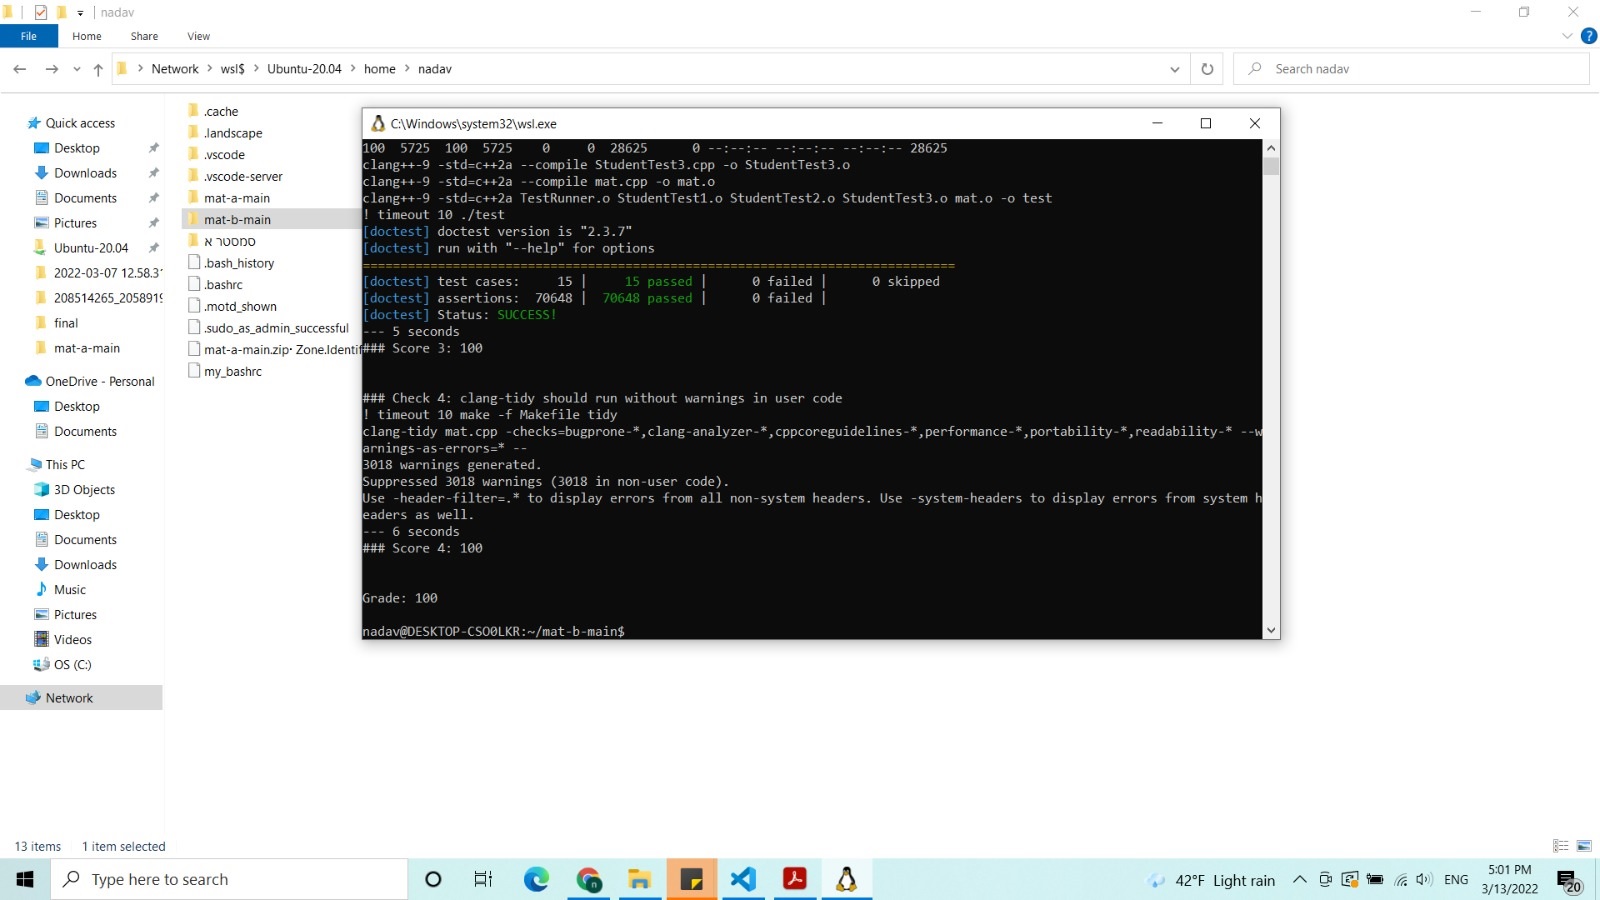 nadav
File
Home
Share
View
Network
wsl$
Ubuntu-20.04
home
nadav
Search nadav
Quick access
Desktop
Downloads
Documents
Pictures
Ubuntu-20.04
2022-03-07 12.58.31
208514265_2058919
final
mat-a-main
OneDrive - Personal
Desktop
Documents
This PC
3D Objects
Desktop
Documents
Downloads
Music
Pictures
Videos
OS (C:)
Network
.cache
.landscape
.vscode
.vscode-server
mat-a-main
mat-b-main
סמסטר א
.bash_history
.bashrc
.motd_shown
.sudo_as_admin_successful
mat-a-main.zip· Zone.Identif
my_bashrc
C:\Windows\system32\wsl.exe
100  5725  100  5725    0     0  28625      0 --:--:-- --:--:-- --:--:-- 28625
clang++-9 -std=c++2a --compile StudentTest3.cpp -o StudentTest3.o
clang++-9 -std=c++2a --compile mat.cpp -o mat.o
clang++-9 -std=c++2a TestRunner.o StudentTest1.o StudentTest2.o StudentTest3.o mat.o -o test
! timeout 10 ./test
[doctest] doctest version is "2.3.7"
[doctest] run with "--help" for options
===============================================================================
[doctest] test cases:     15 |     15 passed |      0 failed |      0 skipped
[doctest] assertions:  70648 |  70648 passed |      0 failed |
[doctest] Status: SUCCESS!
--- 5 seconds
### Score 3: 100
### Check 4: clang-tidy should run without warnings in user code
! timeout 10 make -f Makefile tidy
clang-tidy mat.cpp -checks=bugprone-*,clang-analyzer-*,cppcoreguidelines-*,performance-*,portability-*,readability-* --w
arnings-as-errors=* --
3018 warnings generated.
Suppressed 3018 warnings (3018 in non-user code).
Use -header-filter=.* to display errors from all non-system headers. Use -system-headers to display errors from system h
eaders as well.
--- 6 seconds
### Score 4: 100
Grade: 100
nadav@DESKTOP-CSO0LKR:~/mat-b-main$
13 items
1 item selected
Type here to search
42°F Light rain
ENG
5:01 PM
3/13/2022
20